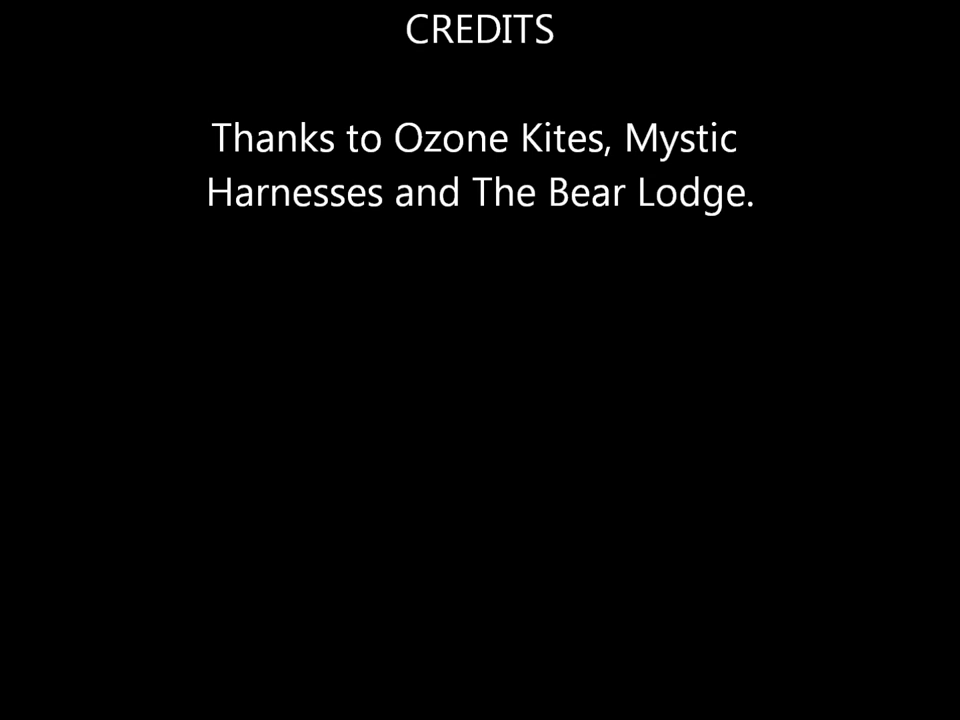 CREDITS
Thanks to Ozone Kites, Mystic
Harnesses and The Bear Lodge.